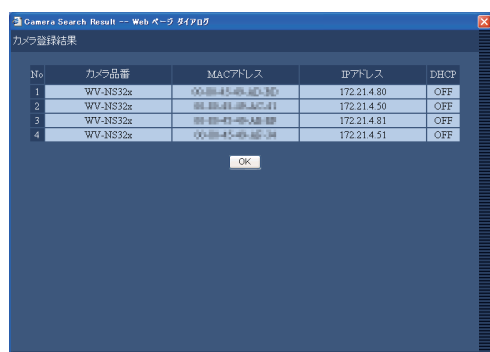 Camera Search Result -- Web ページ ダイアログ
カメラ登録結果
No カメラ品番 MACアドレス IPアドレス DHCP
1 WV-NS32x 172.21.4.80 OFF
2 WV-NS32x 172.21.4.50 OFF
3 WV-NS32x 172.21.4.81 OFF
4 WV-NS32x 172.21.4.51 OFF
OK